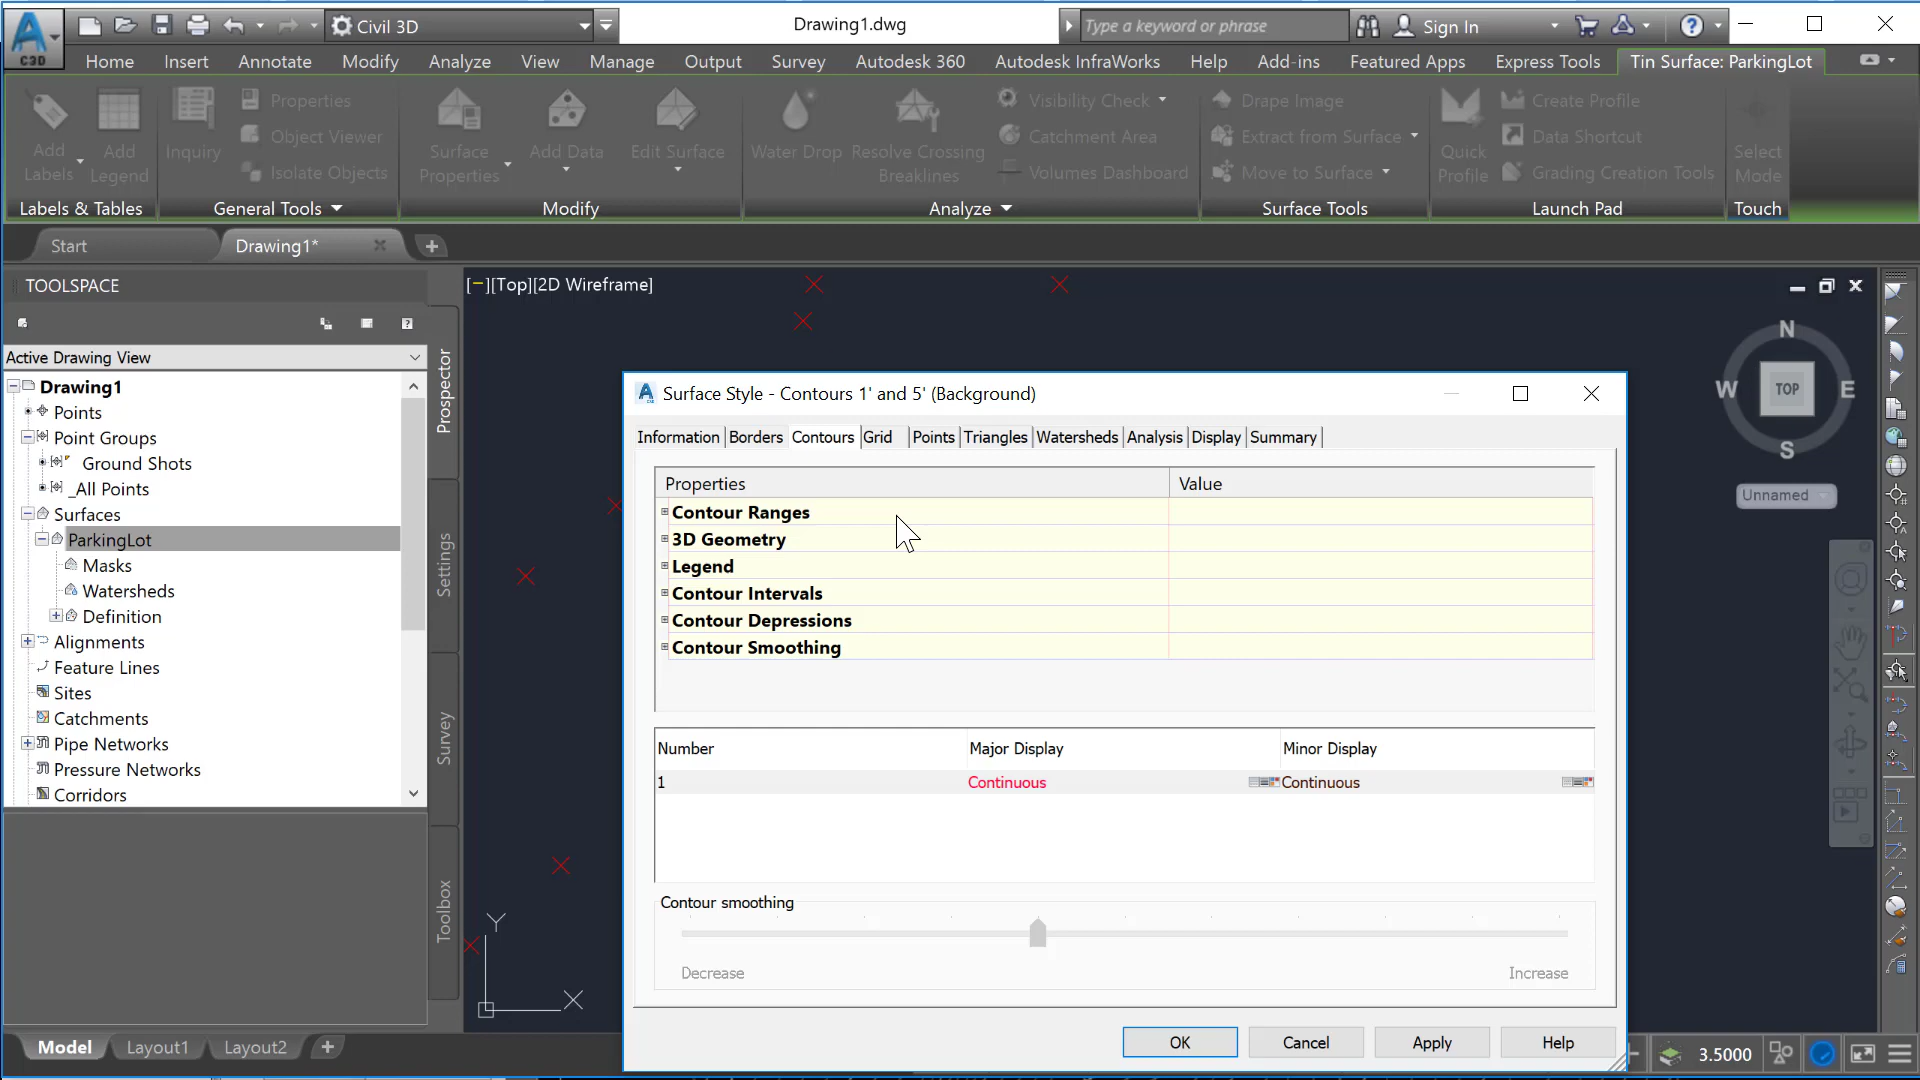 Civil 3D
Drawing1.dwg
Type a keyword or phrase
Sign In
C3D
Home Insert Annotate Modify Analyze View Manage Output Survey Autodesk 360 Autodesk InfraWorks Help Add-ins Featured Apps Express Tools Tin Surface: ParkingLot
Add Labels
Add Legend
Inquiry
Properties
Object Viewer
Isolate Objects
Surface Properties
Add Data
Edit Surface
Water Drop
Resolve Crossing Breaklines
Visibility Check
Catchment Area
Volumes Dashboard
Drape Image
Extract from Surface
Move to Surface
Quick Profile
Create Profile
Data Shortcut
Grading Creation Tools
Select Mode
Labels & Tables General Tools Modify Analyze Surface Tools Launch Pad Touch
Start Drawing1*
TOOLSPACE
Active Drawing View
Drawing1
Points
Point Groups
Ground Shots
_All Points
Surfaces
ParkingLot
Masks
Watersheds
Definition
Alignments
Feature Lines
Sites
Catchments
Pipe Networks
Pressure Networks
Corridors
Prospector
Settings
Survey
Toolbox
[−][Top][2D Wireframe]
N
W TOP E
S
Unnamed
Y
X
Surface Style - Contours 1' and 5' (Background)
Information Borders Contours Grid Points Triangles Watersheds Analysis Display Summary
Properties Value
Contour Ranges
3D Geometry
Legend
Contour Intervals
Contour Depressions
Contour Smoothing
Number Major Display Minor Display
1 Continuous Continuous
Contour smoothing
Decrease Increase
OK Cancel Apply Help
Model Layout1 Layout2
3.5000